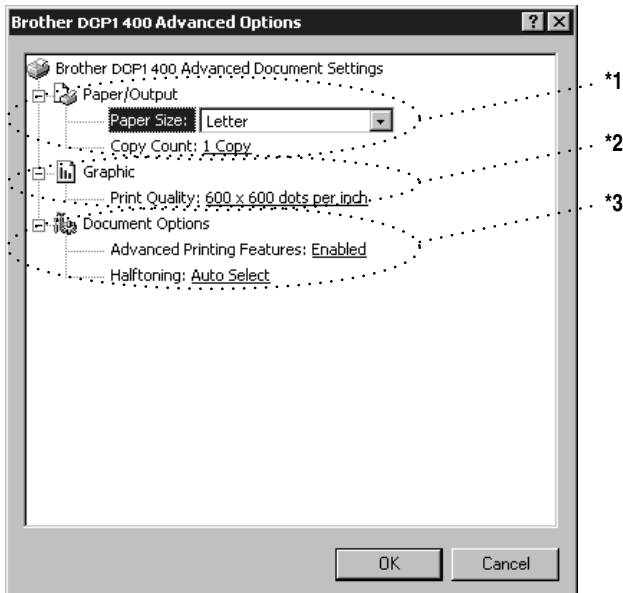 Brother DCP1400 Advanced Options
Brother DCP1400 Advanced Document Settings
Paper/Output
Paper Size: Letter
Copy Count: 1 Copy
Graphic
Print Quality: 600 x 600 dots per inch
Document Options
Advanced Printing Features: Enabled
Halftoning: Auto Select
*1
*2
*3
OK
Cancel